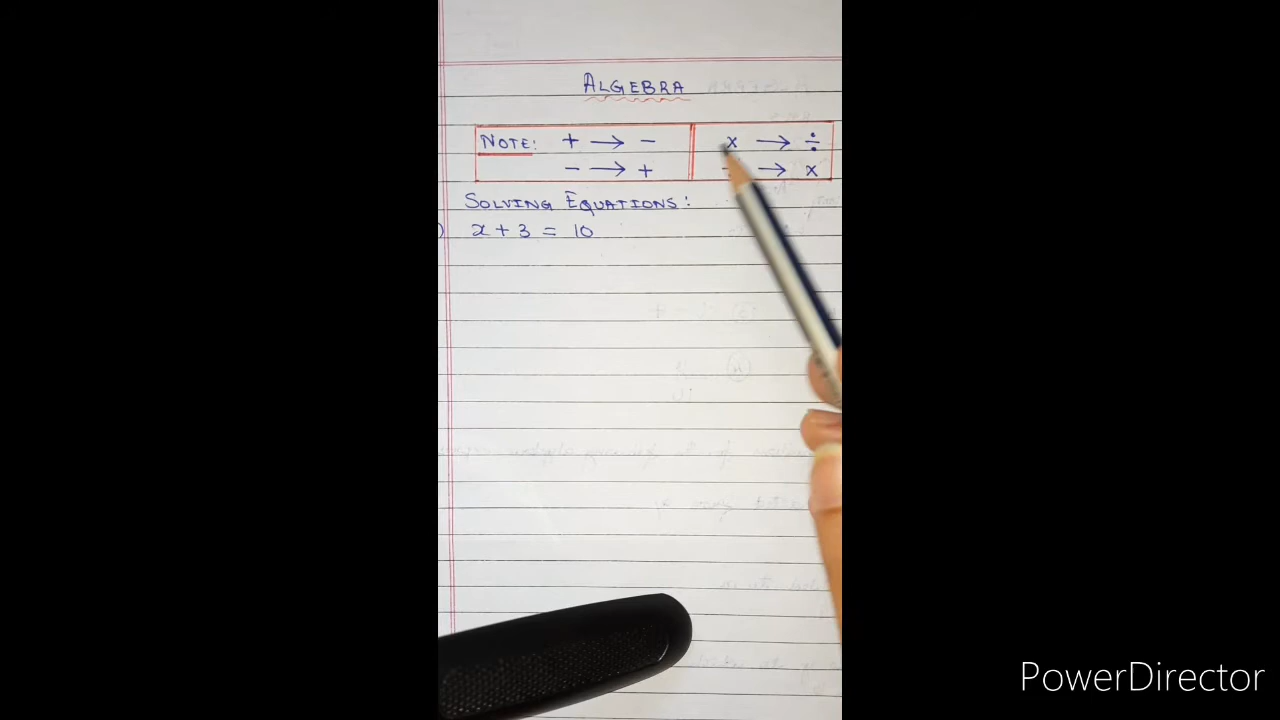 ALGEBRA
NOTE: + → - x → ÷
- → + → x
SOLVING EQUATIONS:
) x + 3 = 10
PowerDirector